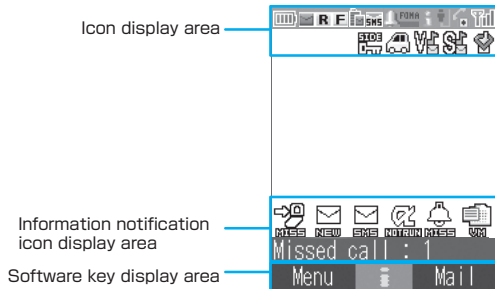 Icon display area
R F SMS FOMA
SIDE
Information notification
icon display area
MISS NEW SMS NOTRUN MISS VM
Missed call : 1
Software key display area
Menu i Mail